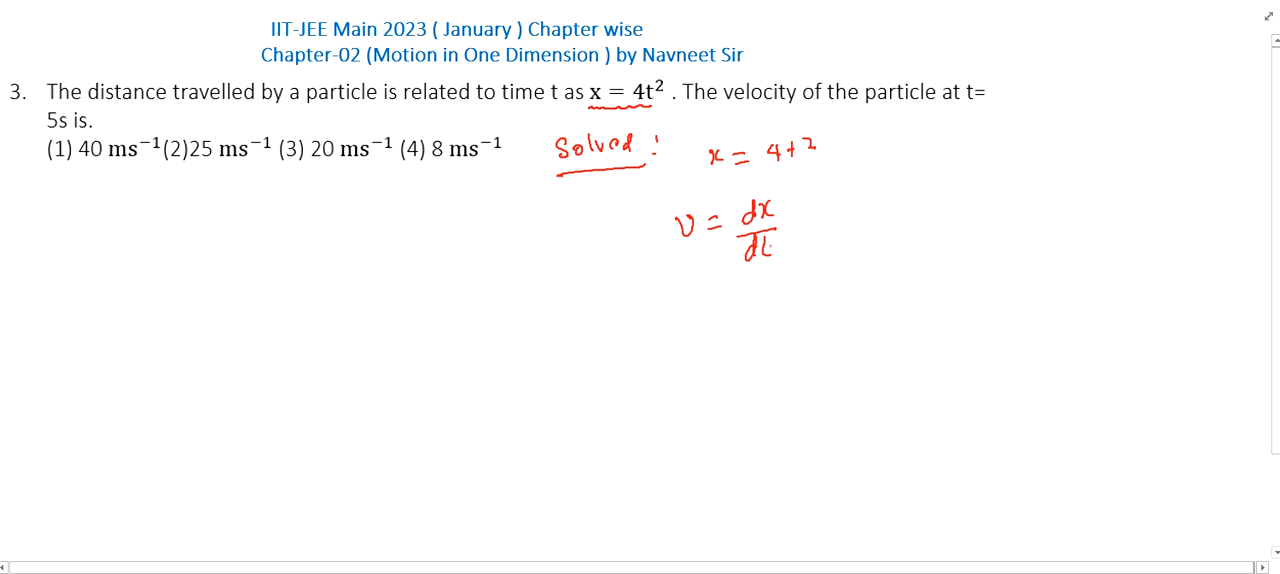 IIT-JEE Main 2023 ( January ) Chapter wise
Chapter-02 (Motion in One Dimension ) by Navneet Sir
3. The distance travelled by a particle is related to time t as x = 4t² . The velocity of the particle at t=
5s is.
(1) 40 ms⁻¹(2)25 ms⁻¹ (3) 20 ms⁻¹ (4) 8 ms⁻¹
Solved :
x = 4t²
v = dx/dt